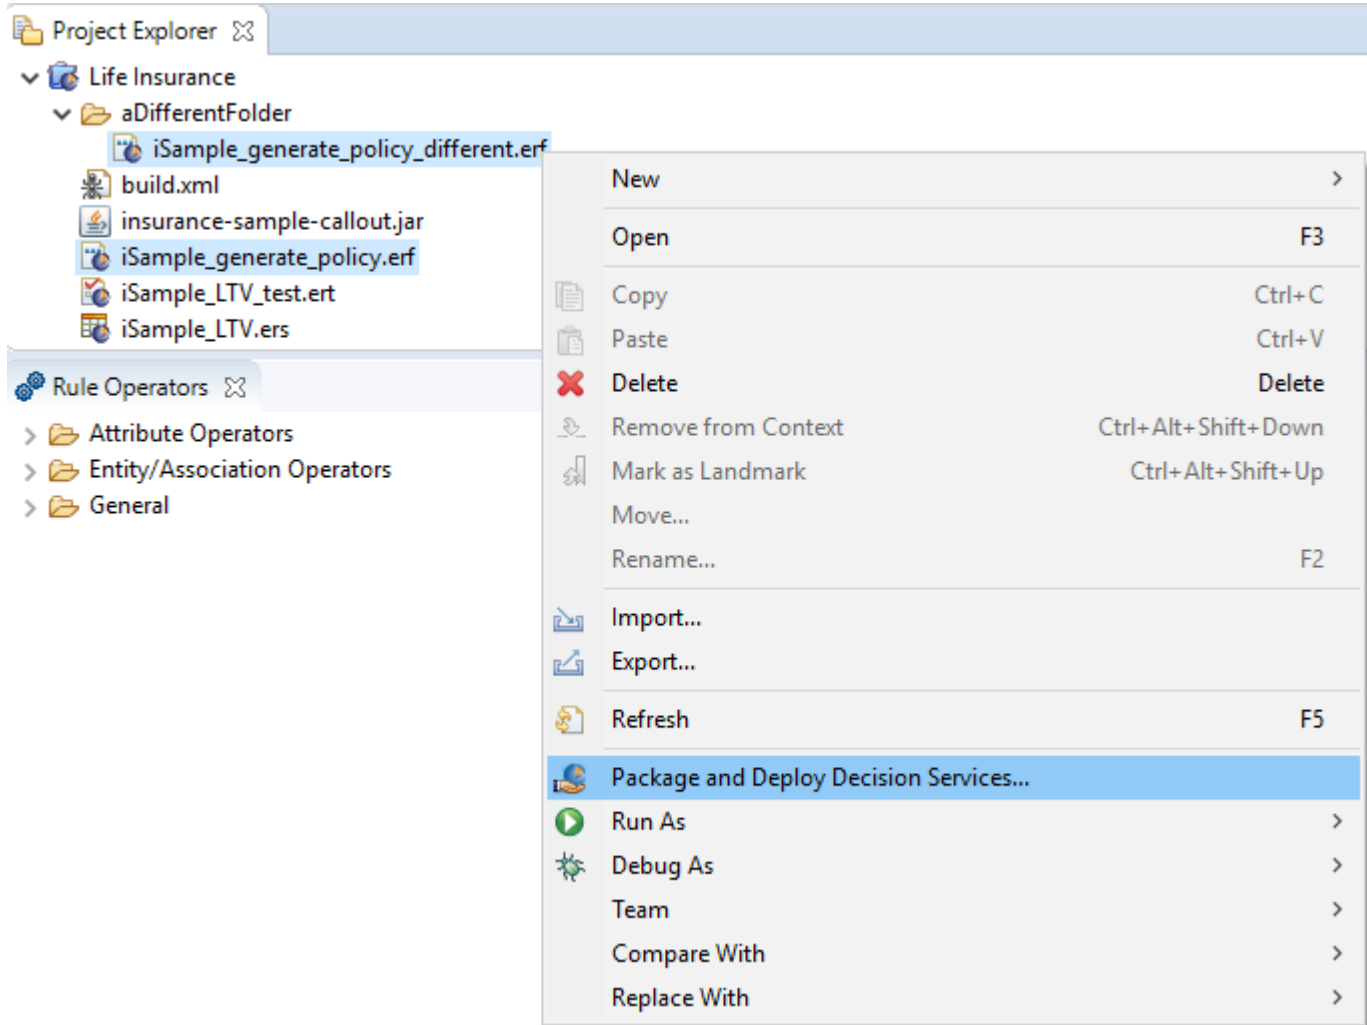 Project Explorer
Life Insurance
aDifferentFolder
iSample_generate_policy_different.erf
build.xml
insurance-sample-callout.jar
iSample_generate_policy.erf
iSample_LTV_test.ert
iSample_LTV.ers
Rule Operators
Attribute Operators
Entity/Association Operators
General
New
Open F3
Copy Ctrl+C
Paste Ctrl+V
Delete Delete
Remove from Context Ctrl+Alt+Shift+Down
Mark as Landmark Ctrl+Alt+Shift+Up
Move...
Rename... F2
Import...
Export...
Refresh F5
Package and Deploy Decision Services...
Run As
Debug As
Team
Compare With
Replace With